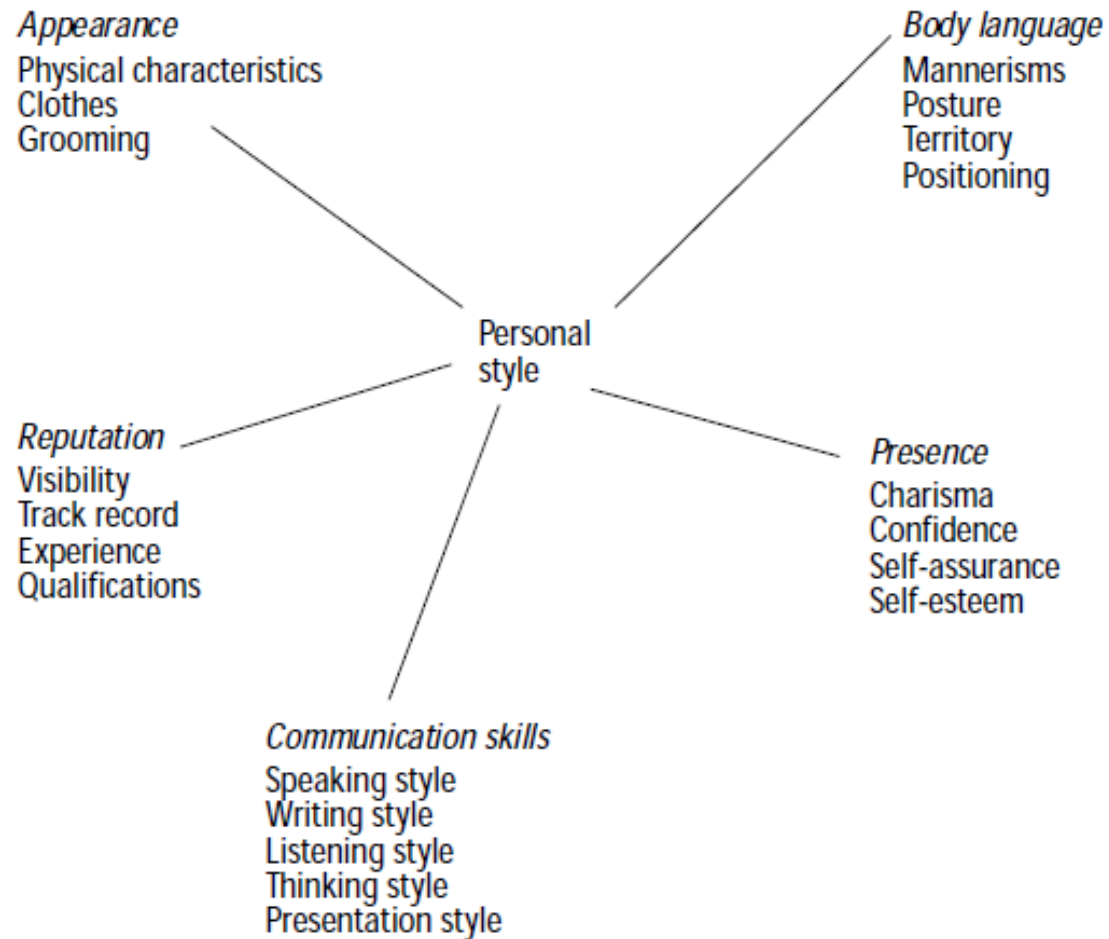 Appearance
Physical characteristics
Clothes
Grooming
Body language
Mannerisms
Posture
Territory
Positioning
Personal
style
Reputation
Visibility
Track record
Experience
Qualifications
Presence
Charisma
Confidence
Self-assurance
Self-esteem
Communication skills
Speaking style
Writing style
Listening style
Thinking style
Presentation style